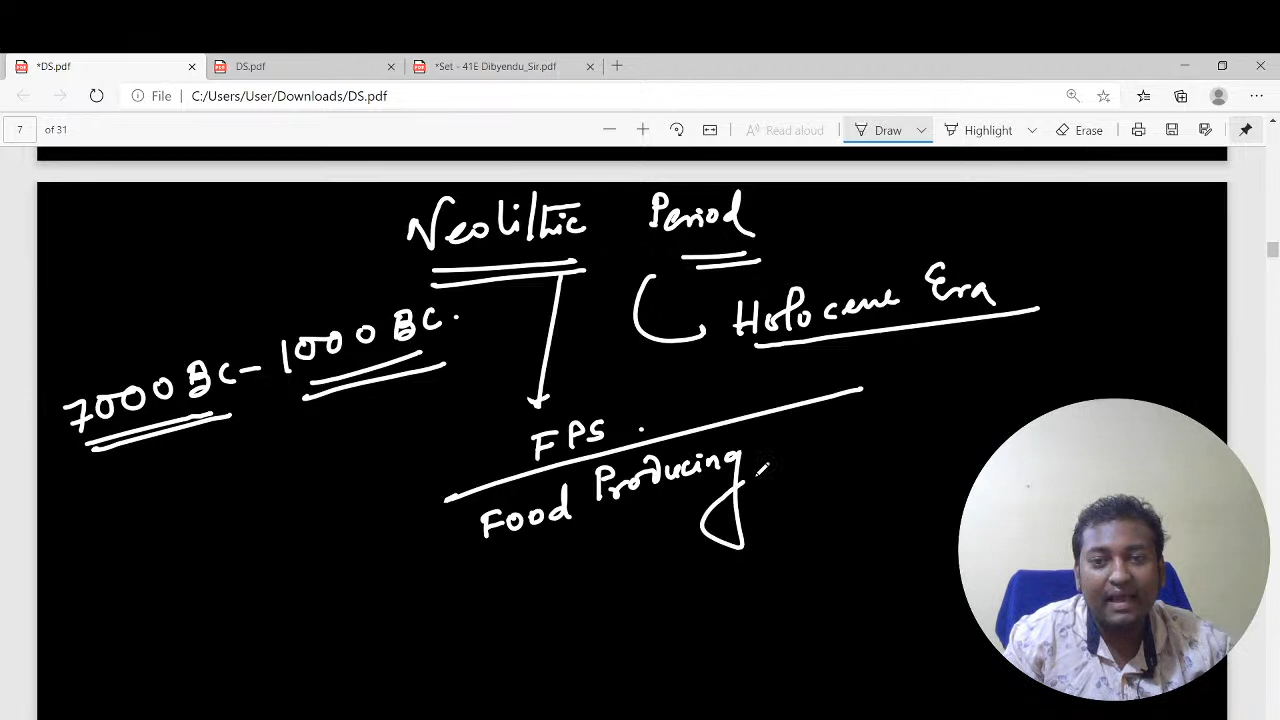 *DS.pdf
DS.pdf
*Set - 41E Dibyendu_Sir.pdf
File
C:/Users/User/Downloads/DS.pdf
7 of 31
Read aloud
Draw
Highlight
Erase
Neolithic Period
Holocene Era
7000 BC - 1000 BC.
FPS.
Food Producing